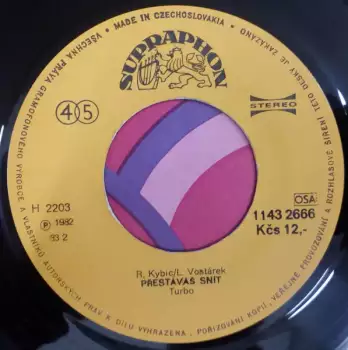 VŠECHNA PRÁVA GRAMOFONOVÉHO VÝROBCE A VLASTNÍKŮ AUTORSKÝCH PRÁV K DÍLU VYHRAZENA. POŘIZOVÁNÍ KOPIÍ, VEŘEJNÉ PROVOZOVÁNÍ A ROZHLASOVÉ ŠÍŘENÍ TÉTO DESKY JE ZAKÁZÁNO • MADE IN CZECHOSLOVAKIA •
SUPRAPHON
45
STEREO
H 2203
Ⓟ 1982
83 2
OSA
1143 2666
Kčs 12,-
R. Kybic/L. Vostárek
PŘESTÁVÁŠ SNÍT
Turbo